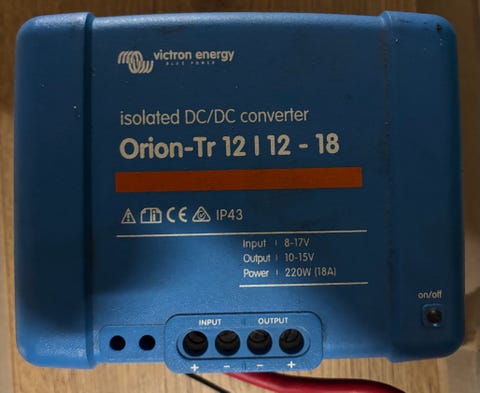 victron energy
BLUE POWER
isolated DC/DC converter
Orion-Tr 12 | 12 - 18
CE IP43
Input : 8-17V
Output : 10-15V
Power : 220W (18A)
on/off
INPUT OUTPUT
+ - - +